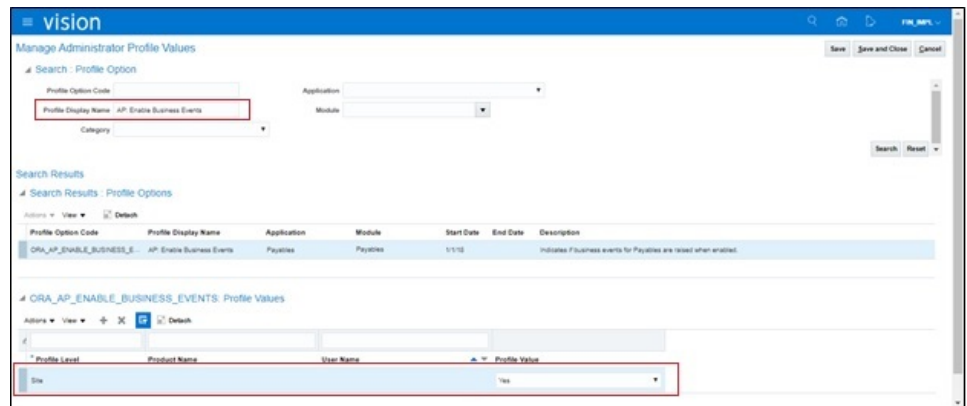 vision
FIN_IMPL
Manage Administrator Profile Values
Save Save and Close Cancel
Search : Profile Option
Profile Option Code Application
Profile Display Name AP: Enable Business Events Module
Category
Search Reset
Search Results
Search Results : Profile Options
Actions View Detach
Profile Option Code Profile Display Name Application Module Start Date End Date Description
ORA_AP_ENABLE_BUSINESS_E... AP: Enable Business Events Payables Payables 1/1/10 Indicates if business events for Payables are raised when enabled.
ORA_AP_ENABLE_BUSINESS_EVENTS: Profile Values
Actions View Detach
* Profile Level Product Name User Name Profile Value
Site Yes